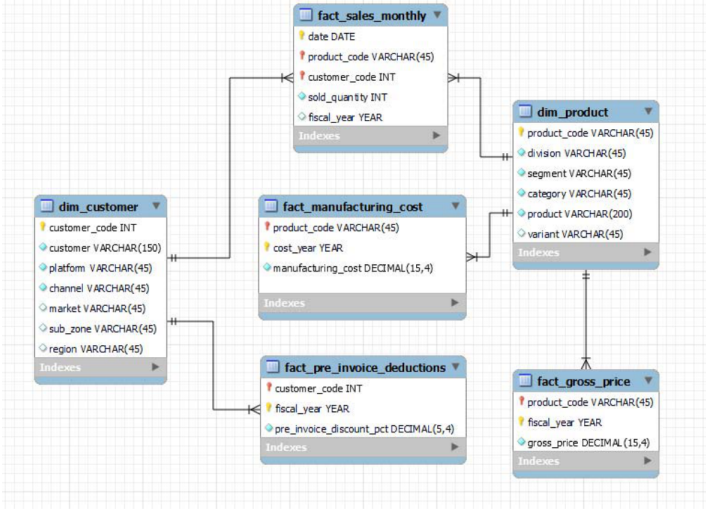 fact_sales_monthly
date DATE
product_code VARCHAR(45)
customer_code INT
sold_quantity INT
fiscal_year YEAR
Indexes
dim_product
product_code VARCHAR(45)
division VARCHAR(45)
segment VARCHAR(45)
category VARCHAR(45)
product VARCHAR(200)
variant VARCHAR(45)
Indexes
dim_customer
customer_code INT
customer VARCHAR(150)
platform VARCHAR(45)
channel VARCHAR(45)
market VARCHAR(45)
sub_zone VARCHAR(45)
region VARCHAR(45)
Indexes
fact_manufacturing_cost
product_code VARCHAR(45)
cost_year YEAR
manufacturing_cost DECIMAL(15,4)
Indexes
fact_pre_invoice_deductions
customer_code INT
fiscal_year YEAR
pre_invoice_discount_pct DECIMAL(5,4)
Indexes
fact_gross_price
product_code VARCHAR(45)
fiscal_year YEAR
gross_price DECIMAL(15,4)
Indexes